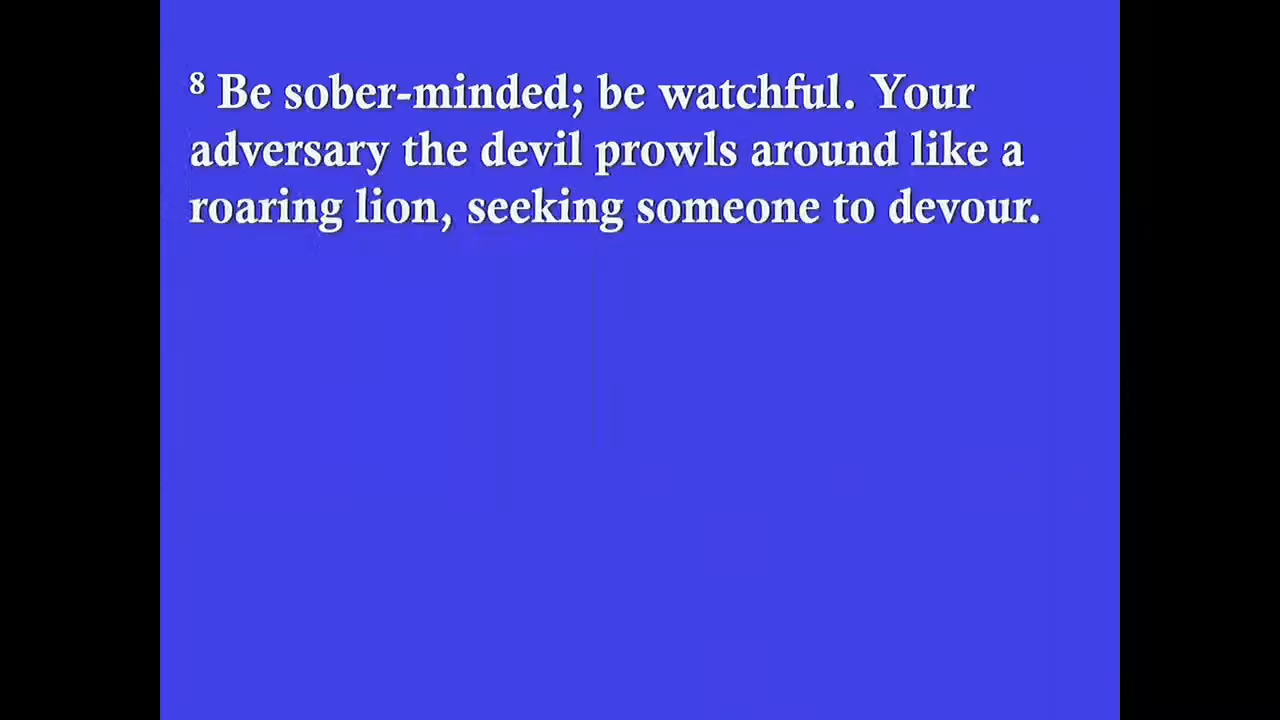 8 Be sober-minded; be watchful. Your
adversary the devil prowls around like a
roaring lion, seeking someone to devour.